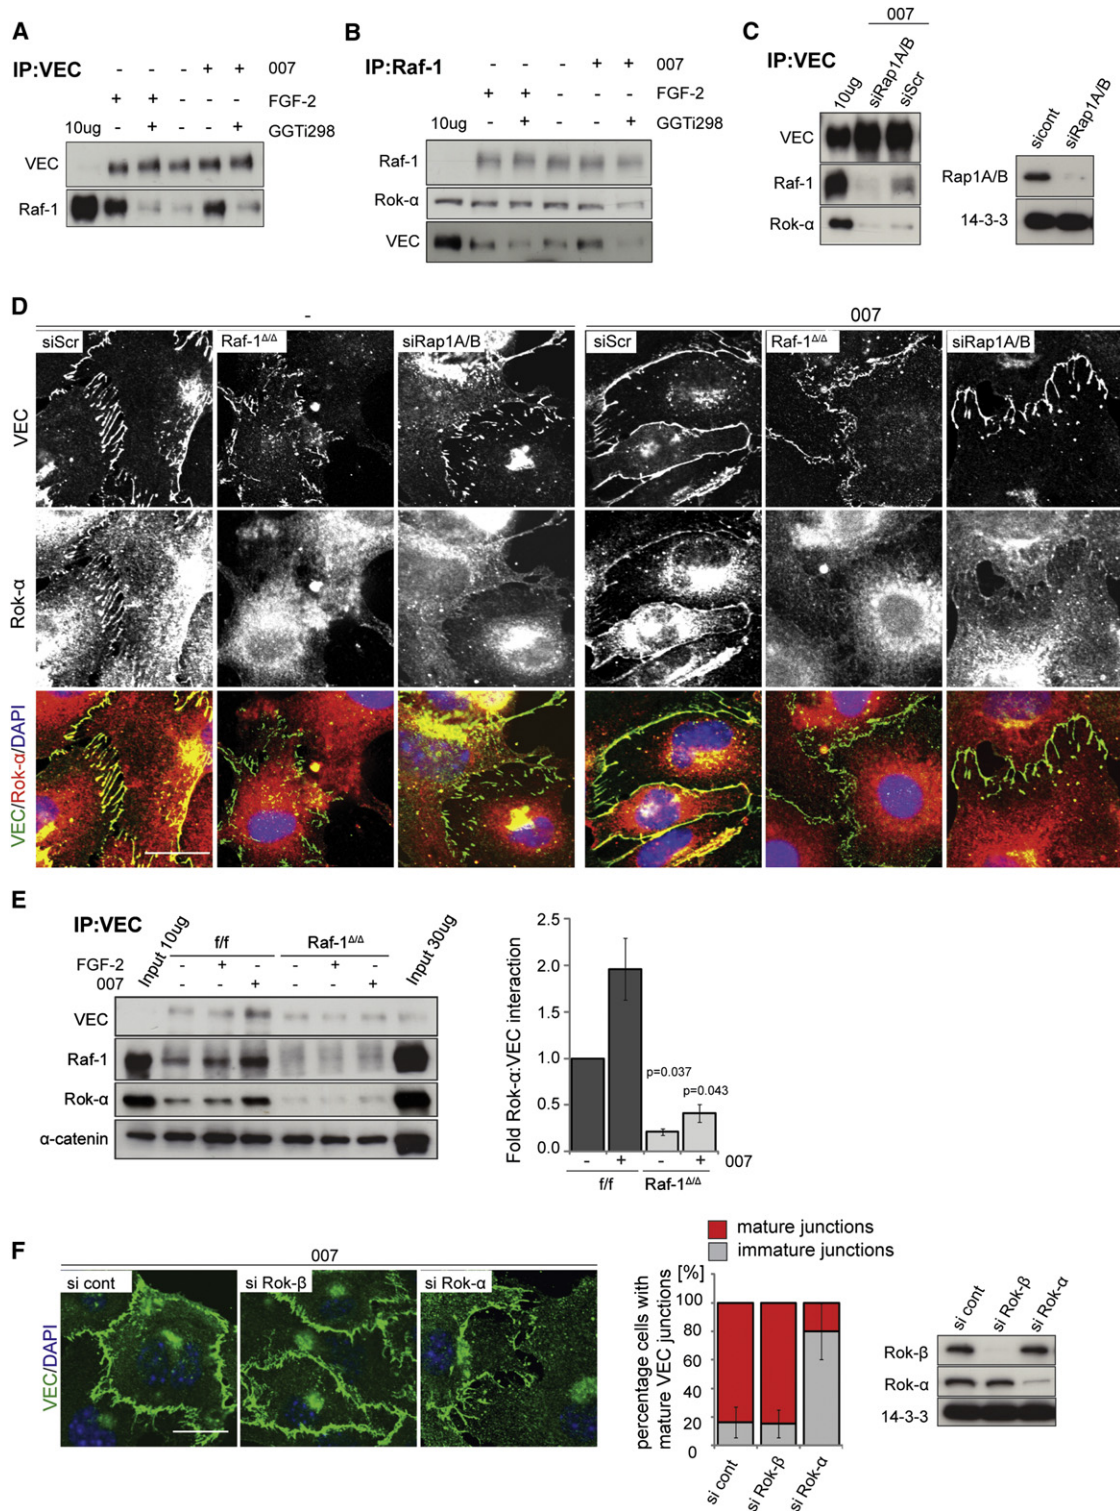 A
IP:VEC
- - - + + 007
+ + - - - FGF-2
10ug - + - - + GGTi298
VEC
Raf-1
B
IP:Raf-1
- - - + + 007
+ + - - - FGF-2
10ug - + - - + GGTi298
Raf-1
Rok-α
VEC
C
IP:VEC
007
10ug siRap1A/B siScr
VEC
Raf-1
Rok-α
sicont siRap1A/B
Rap1A/B
14-3-3
D
- 007
siScr Raf-1Δ/Δ siRap1A/B siScr Raf-1Δ/Δ siRap1A/B
VEC
Rok-α
VEC/Rok-α/DAPI
E
IP:VEC
Input 10ug f/f Raf-1Δ/Δ Input 30ug
FGF-2 - + - - + -
007 - - + - - +
VEC
Raf-1
Rok-α
α-catenin
Fold Rok-α:VEC interaction
2.5
2.0
1.5
1.0
0.5
0.0
p=0.037
p=0.043
- + - + 007
f/f Raf-1Δ/Δ
F
007
si cont si Rok-β si Rok-α
VEC/DAPI
mature junctions
immature junctions
[%]
percentage cells with
mature VEC junctions
100
80
60
40
20
0
si cont si Rok-β si Rok-α
si cont si Rok-β si Rok-α
Rok-β
Rok-α
14-3-3